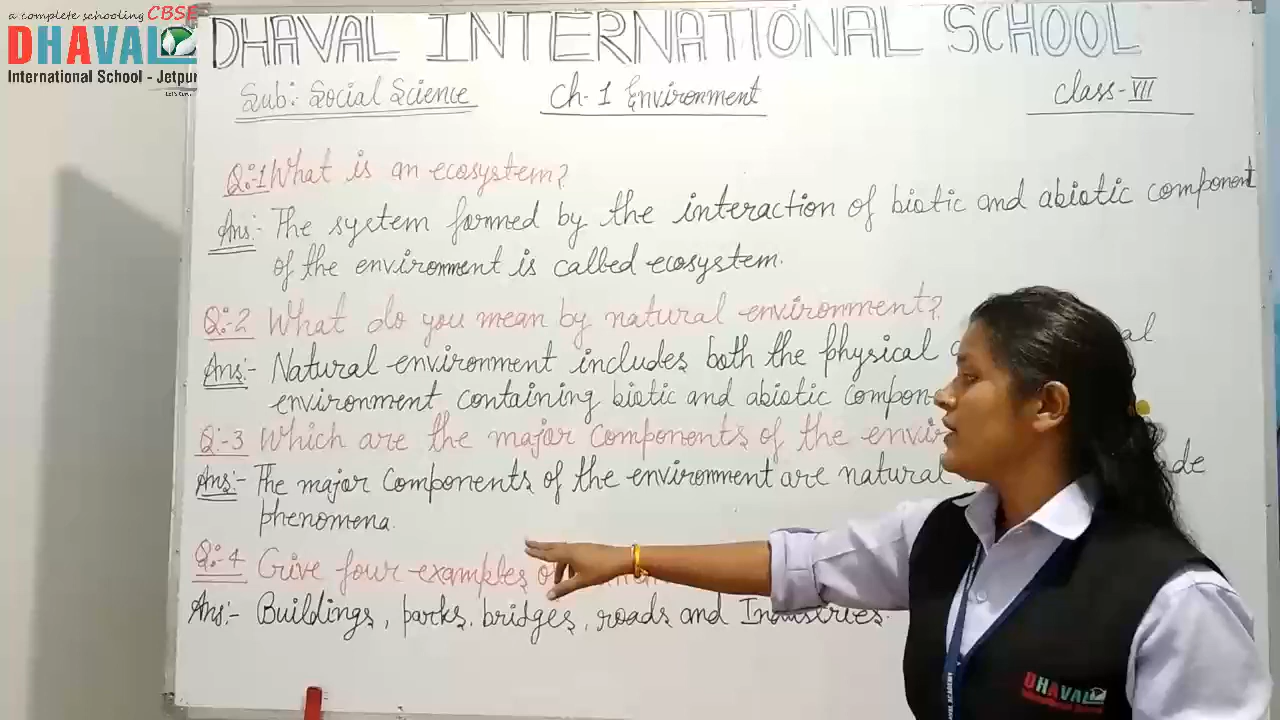 a complete schooling CBSE
DHAVAL
International School - Jetpur
DHAVAL INTERNATIONAL SCHOOL
Sub: Social Science Ch-1 Environment Class-VII
Q:-1 What is an ecosystem?
Ans:- The system formed by the interaction of biotic and abiotic component
of the environment is called ecosystem.
Q:-2 What do you mean by natural environment?
Ans:- Natural environment includes both the physical
environment containing biotic and abiotic
Q:-3 Which are the major components of the
Ans:- The major components of the environment are natural
phenomena.
Q:-4 Give four examples
Ans:- Buildings, parks, bridges, roads and Industries.
DHAVAL